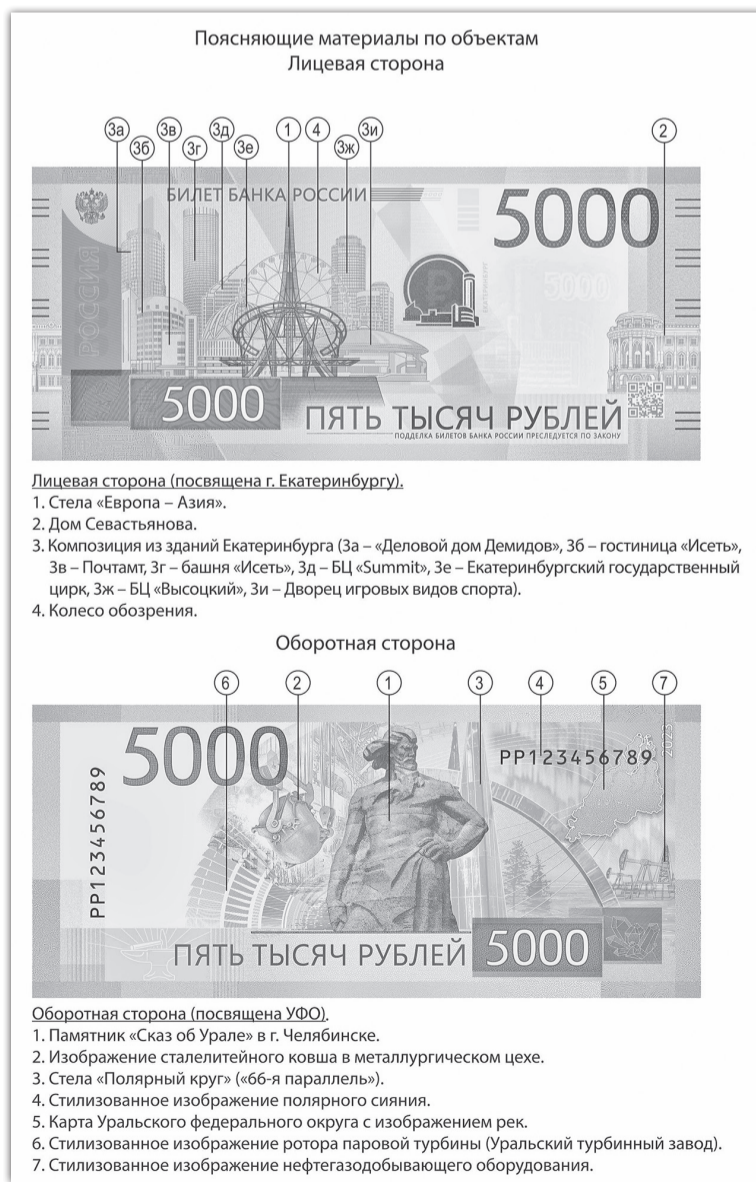 Поясняющие материалы по объектам
Лицевая сторона
3а 3б 3в 3г 3д 3е 1 4 3ж 3и 2
БИЛЕТ БАНКА РОССИИ
5000
РОССИЯ
ЕКАТЕРИНБУРГ
5000
5000
ПЯТЬ ТЫСЯЧ РУБЛЕЙ
ПОДДЕЛКА БИЛЕТОВ БАНКА РОССИИ ПРЕСЛЕДУЕТСЯ ПО ЗАКОНУ
Лицевая сторона (посвящена г. Екатеринбургу).
1. Стела «Европа – Азия».
2. Дом Севастьянова.
3. Композиция из зданий Екатеринбурга (3а – «Деловой дом Демидов», 3б – гостиница «Исеть»,
3в – Почтамт, 3г – башня «Исеть», 3д – БЦ «Summit», 3е – Екатеринбургский государственный
цирк, 3ж – БЦ «Высоцкий», 3и – Дворец игровых видов спорта).
4. Колесо обозрения.
Оборотная сторона
6 2 1 3 4 5 7
5000
РР123456789
2023
РР123456789
ПЯТЬ ТЫСЯЧ РУБЛЕЙ
5000
Оборотная сторона (посвящена УФО).
1. Памятник «Сказ об Урале» в г. Челябинске.
2. Изображение сталелитейного ковша в металлургическом цехе.
3. Стела «Полярный круг» («66-я параллель»).
4. Стилизованное изображение полярного сияния.
5. Карта Уральского федерального округа с изображением рек.
6. Стилизованное изображение ротора паровой турбины (Уральский турбинный завод).
7. Стилизованное изображение нефтегазодобывающего оборудования.